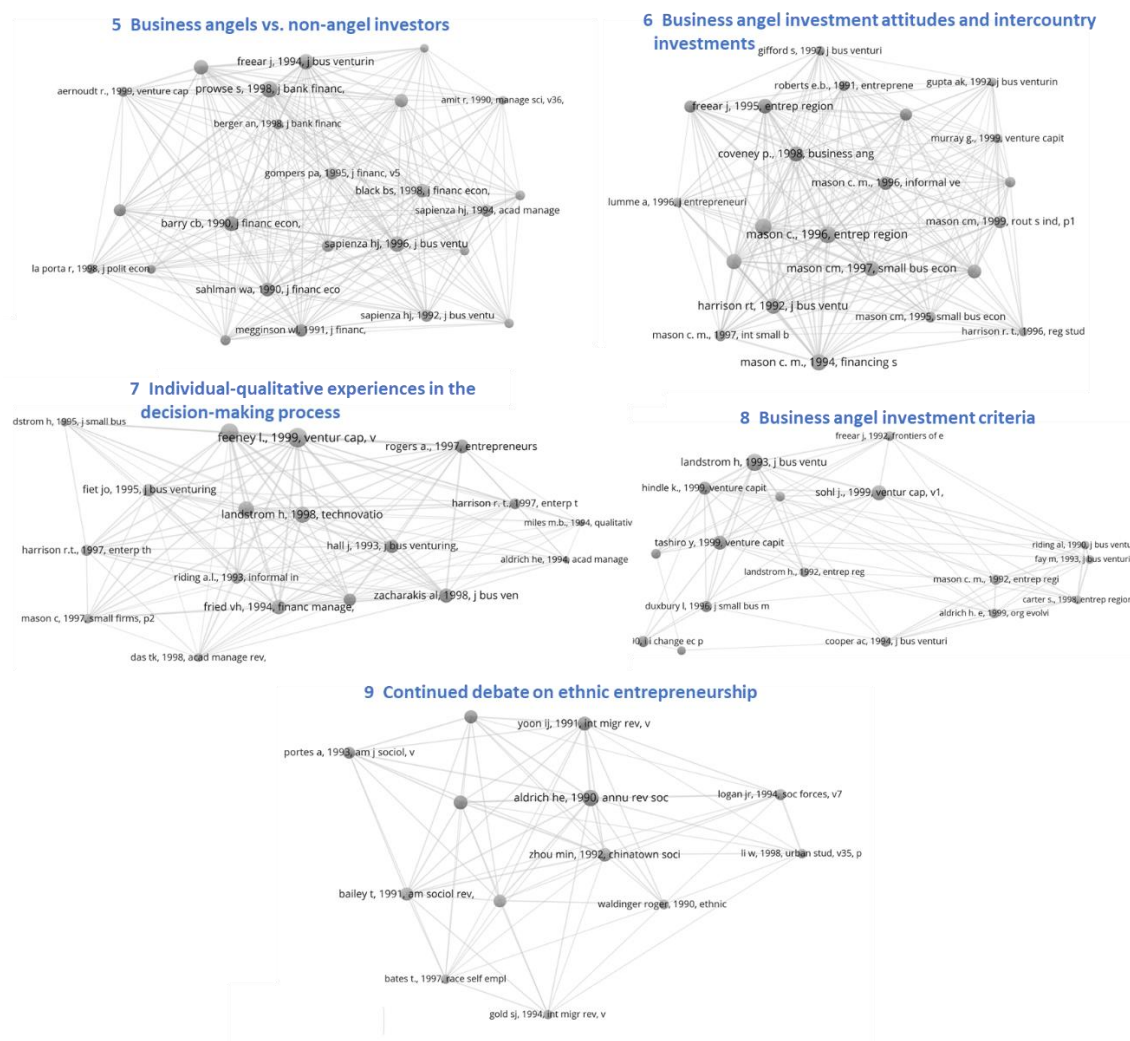 5 Business angels vs. non-angel investors
freear j, 1994, j bus venturin
aernoudt r., 1999, venture cap
prowse s, 1998, j bank financ,
amit r, 1990, manage sci, v36,
berger an, 1998, j bank financ
gompers pa, 1995, j financ, v5
black bs, 1998, j financ econ,
sapienza hj, 1994, acad manage
barry cb, 1990, j financ econ,
sapienza hj, 1996, j bus ventu
la porta r, 1998, j polit econ
sahlman wa, 1990, j financ eco
sapienza hj, 1992, j bus ventu
megginson wl, 1991, j financ,
6 Business angel investment attitudes and intercountry
investments
gifford s, 1997, j bus venturi
roberts e.b., 1991, entreprene
gupta ak, 1992, j bus venturin
freear j, 1995, entrep region
murray g., 1999, venture capit
coveney p., 1998, business ang
mason c. m., 1996, informal ve
lumme a, 1996, j entrepreneuri
mason cm, 1999, rout s ind, p1
mason c., 1996, entrep region
mason cm, 1997, small bus econ
harrison rt, 1992, j bus ventu
mason cm, 1995, small bus econ
mason c. m., 1997, int small b
harrison r. t., 1996, reg stud
mason c. m., 1994, financing s
7 Individual-qualitative experiences in the
decision-making process
dstrom h, 1995, j small bus
feeney l., 1999, ventur cap, v
rogers a., 1997, entrepreneurs
fiet jo, 1995, j bus venturing
harrison r. t., 1997, enterp t
landstrom h, 1998, technovatio
miles m.b., 1994, qualitativ
harrison r.t., 1997, enterp th
hall j, 1993, j bus venturing,
aldrich he, 1994, acad manage
riding a.l., 1993, informal in
zacharakis al, 1998, j bus ven
fried vh, 1994, financ manage,
mason c, 1997, small firms, p2
das tk, 1998, acad manage rev,
8 Business angel investment criteria
freear j, 1992, frontiers of e
landstrom h, 1993, j bus ventu
hindle k., 1999, venture capit
sohl j., 1999, ventur cap, v1,
tashiro y, 1999, venture capit
riding al, 1990, j bus ventu
fay m, 1993, j bus venturi
landstrom h., 1992, entrep reg
mason c. m., 1992, entrep regi
carter s., 1998, entrep region
duxbury l, 1996, j small bus m
aldrich h. e, 1999, org evolvi
cooper ac, 1994, j bus venturi
9 Continued debate on ethnic entrepreneurship
yoon ij, 1991, int migr rev, v
portes a, 1993, am j sociol, v
aldrich he, 1990, annu rev soc
logan jr, 1994, soc forces, v7
zhou min, 1992, chinatown soci
li w, 1998, urban stud, v35, p
bailey t, 1991, am sociol rev,
waldinger roger, 1990, ethnic
bates t., 1997, race self empl
gold sj, 1994, int migr rev, v